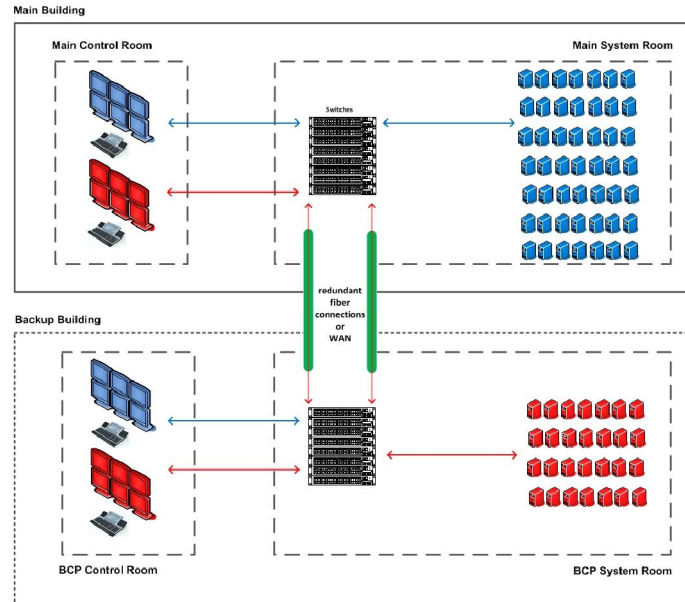 Main Building
Main Control Room
Main System Room
Switches
redundant
fiber
connections
or
WAN
Backup Building
BCP Control Room
BCP System Room